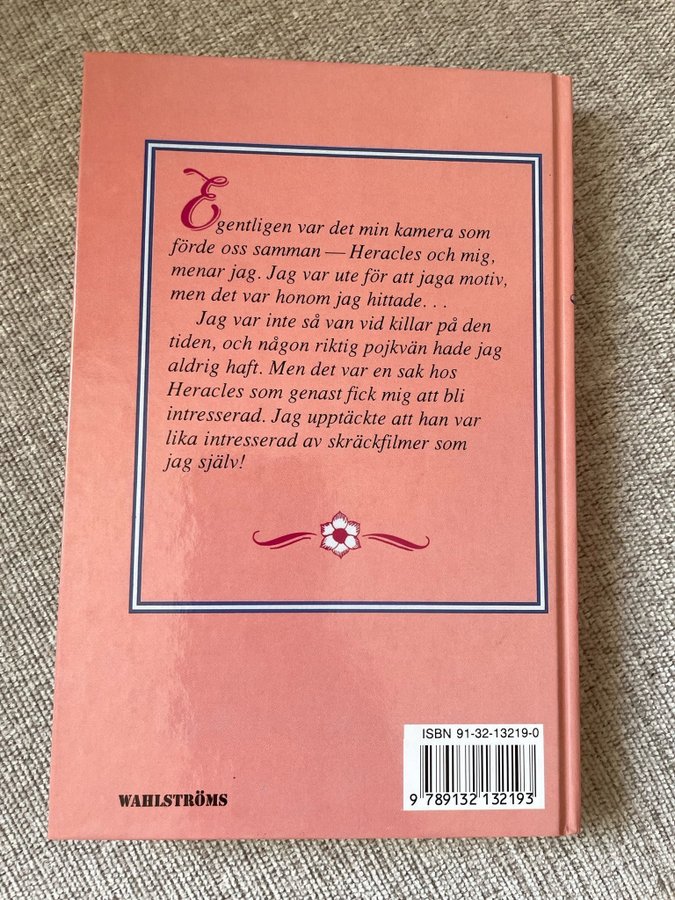 Egentligen var det min kamera som
förde oss samman — Heracles och mig,
menar jag. Jag var ute för att jaga motiv,
men det var honom jag hittade. . .
Jag var inte så van vid killar på den
tiden, och någon riktig pojkvän hade jag
aldrig haft. Men det var en sak hos
Heracles som genast fick mig att bli
intresserad. Jag upptäckte att han var
lika intresserad av skräckfilmer som
jag själv!
ISBN 91-32-13219-0
9 789132 132193
WAHLSTRÖMS